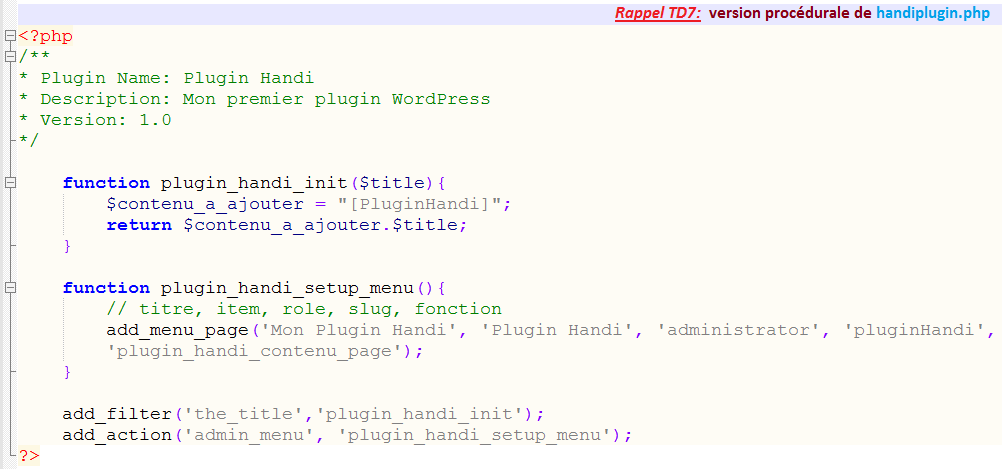 Rappel TD7: version procédurale de handiplugin.php
<?php
/**
* Plugin Name: Plugin Handi
* Description: Mon premier plugin WordPress
* Version: 1.0
*/
function plugin_handi_init($title){
$contenu_a_ajouter = "[PluginHandi]";
return $contenu_a_ajouter.$title;
}
function plugin_handi_setup_menu(){
// titre, item, role, slug, fonction
add_menu_page('Mon Plugin Handi', 'Plugin Handi', 'administrator', 'pluginHandi',
'plugin_handi_contenu_page');
}
add_filter('the_title','plugin_handi_init');
add_action('admin_menu', 'plugin_handi_setup_menu');
?>